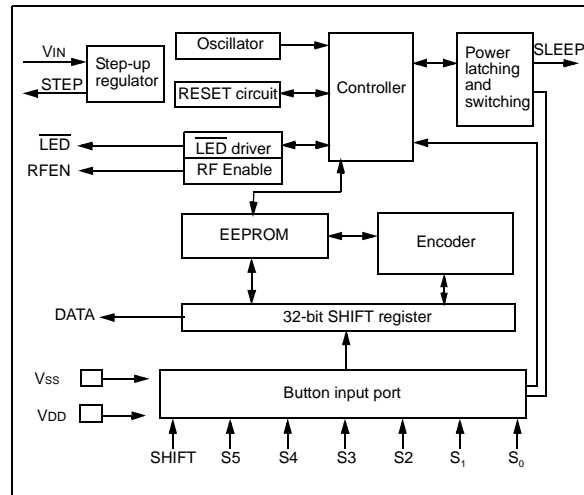 VIN
STEP
Step-up
regulator
Oscillator
RESET circuit
Controller
Power
latching
and
switching
SLEEP
LED
RFEN
LED driver
RF Enable
EEPROM
Encoder
DATA
32-bit SHIFT register
VSS
VDD
Button input port
SHIFT S5 S4 S3 S2 S1 S0